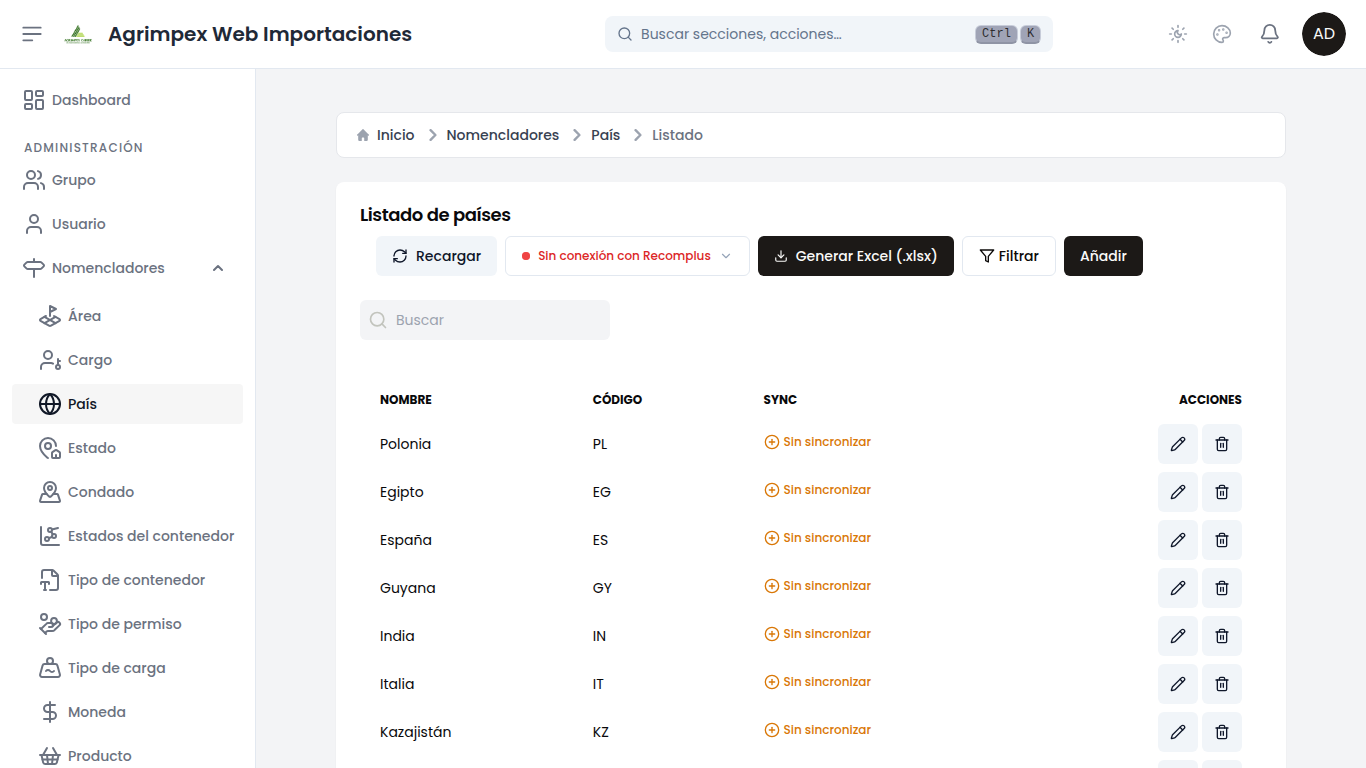 Agrimpex Web Importaciones
Buscar secciones, acciones...
Ctrl K
AD
Dashboard
ADMINISTRACIÓN
Grupo
Usuario
Nomencladores
Área
Cargo
País
Estado
Condado
Estados del contenedor
Tipo de contenedor
Tipo de permiso
Tipo de carga
Moneda
Producto
Inicio > Nomencladores > País > Listado
Listado de países
Recargar
Sin conexión con Recomplus
Generar Excel (.xlsx)
Filtrar
Añadir
Buscar
NOMBRE CÓDIGO SYNC ACCIONES
Polonia PL Sin sincronizar
Egipto EG Sin sincronizar
España ES Sin sincronizar
Guyana GY Sin sincronizar
India IN Sin sincronizar
Italia IT Sin sincronizar
Kazajistán KZ Sin sincronizar